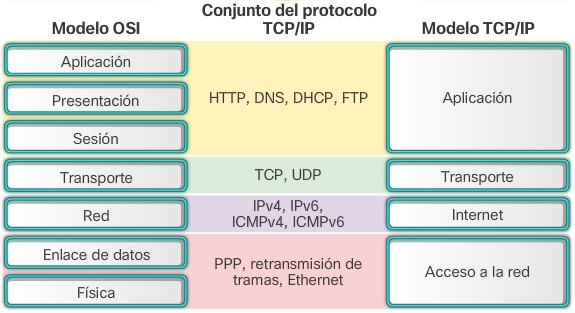 Modelo OSI
Conjunto del protocolo
TCP/IP
Modelo TCP/IP
Aplicación
Presentación
Sesión
HTTP, DNS, DHCP, FTP
Aplicación
Transporte
TCP, UDP
Transporte
Red
IPv4, IPv6,
ICMPv4, ICMPv6
Internet
Enlace de datos
Física
PPP, retransmisión de
tramas, Ethernet
Acceso a la red